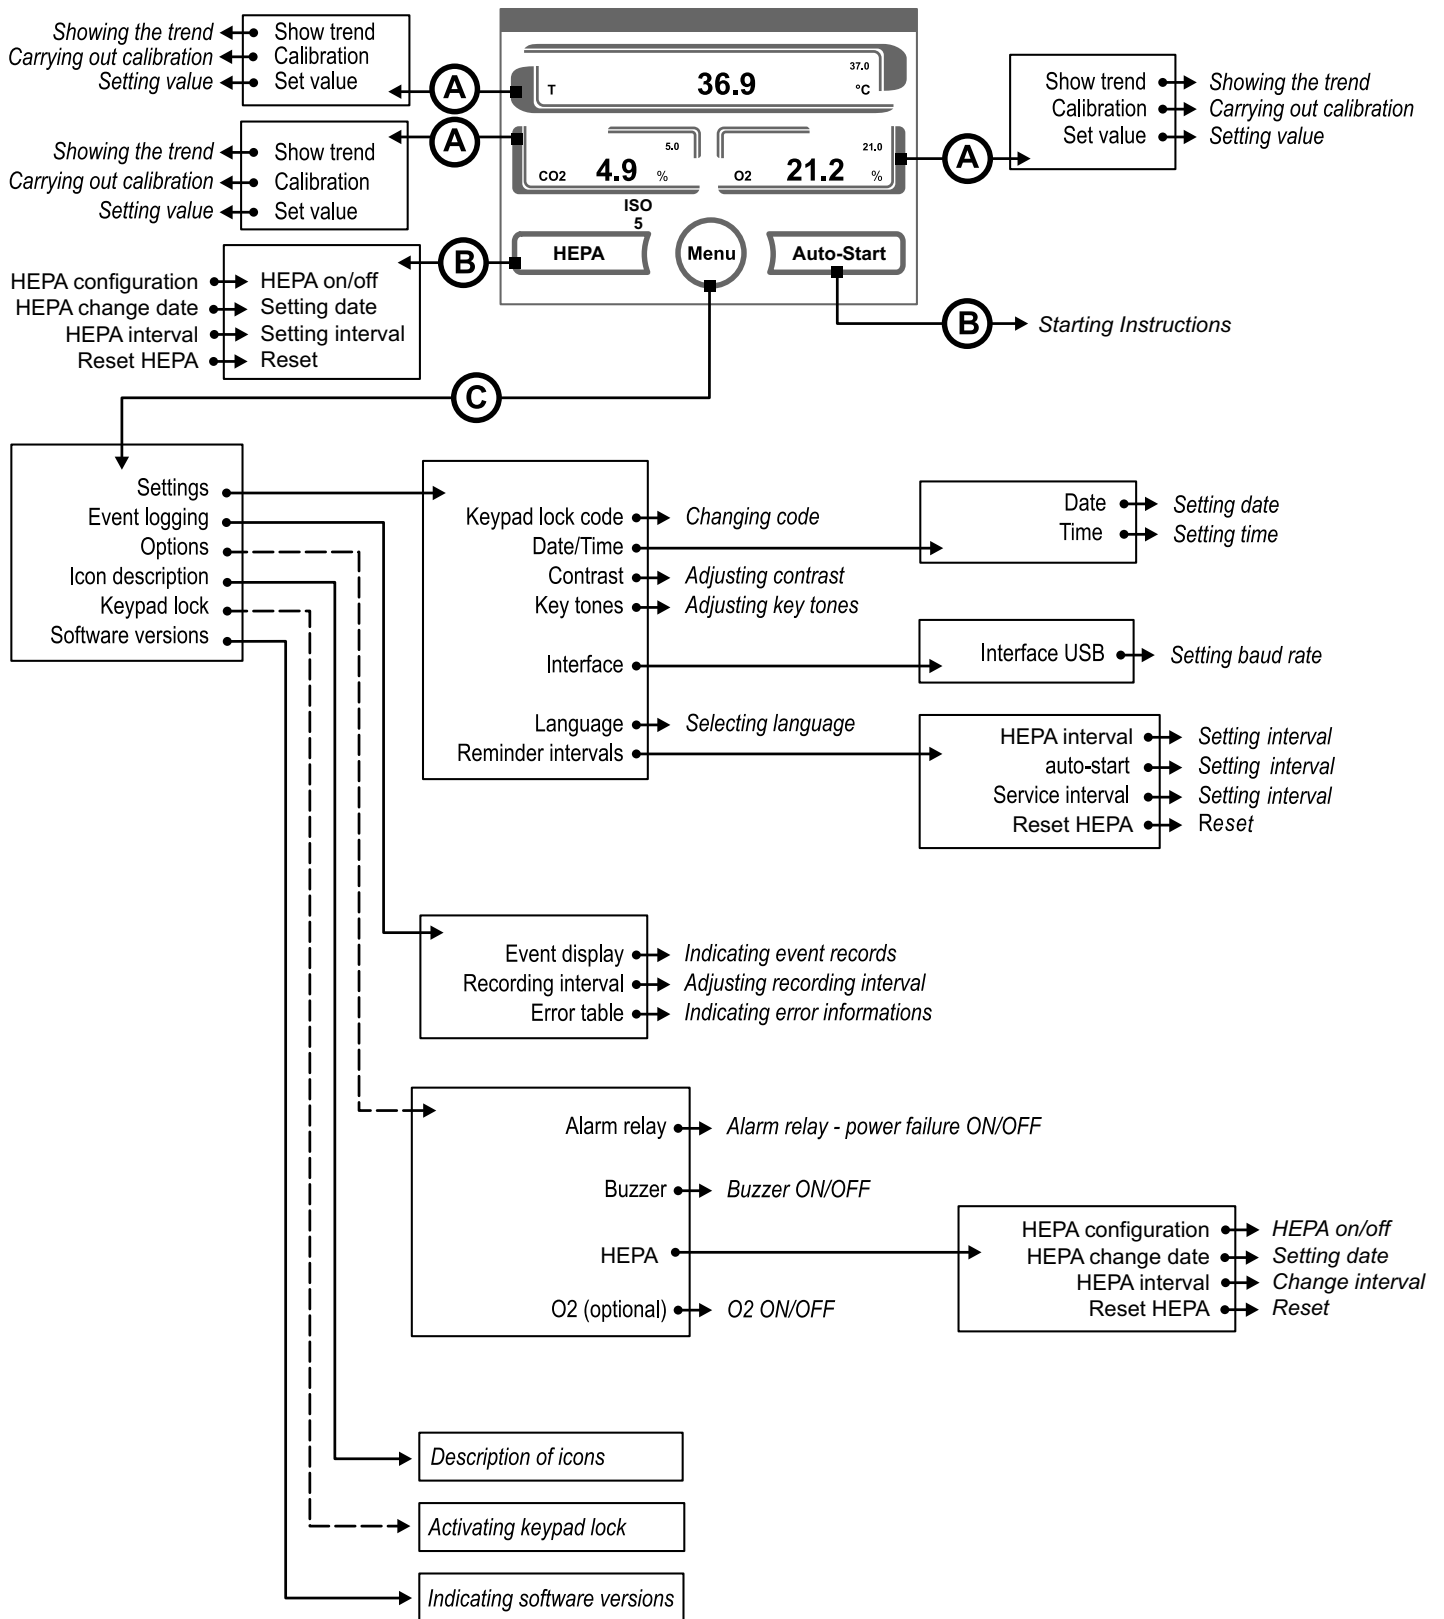 Showing the trend Show trend
Carrying out calibration Calibration
Setting value Set value
A
37.0
T 36.9 °C
Show trend Showing the trend
Calibration Carrying out calibration
Set value Setting value
A
Showing the trend Show trend
Carrying out calibration Calibration
Setting value Set value
A
5.0
CO2 4.9 %
21.0
O2 21.2 %
ISO
5
HEPA Menu Auto-Start
B
HEPA configuration HEPA on/off
HEPA change date Setting date
HEPA interval Setting interval
Reset HEPA Reset
B Starting Instructions
C
Settings
Event logging
Options
Icon description
Keypad lock
Software versions
Keypad lock code Changing code
Date/Time
Contrast Adjusting contrast
Key tones Adjusting key tones
Interface
Language Selecting language
Reminder intervals
Date Setting date
Time Setting time
Interface USB Setting baud rate
HEPA interval Setting interval
auto-start Setting interval
Service interval Setting interval
Reset HEPA Reset
Event display Indicating event records
Recording interval Adjusting recording interval
Error table Indicating error informations
Alarm relay Alarm relay - power failure ON/OFF
Buzzer Buzzer ON/OFF
HEPA
O2 (optional) O2 ON/OFF
HEPA configuration HEPA on/off
HEPA change date Setting date
HEPA interval Change interval
Reset HEPA Reset
Description of icons
Activating keypad lock
Indicating software versions